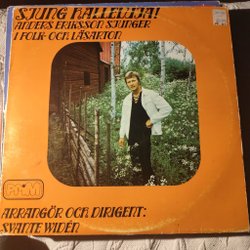 SJUNG HALLELUJA!
ANDERS ERIKSSON SJUNGER
I FOLK- OCH LÄSARTON
ARRANGÖR OCH DIRIGENT:
SVANTE WIDÉN